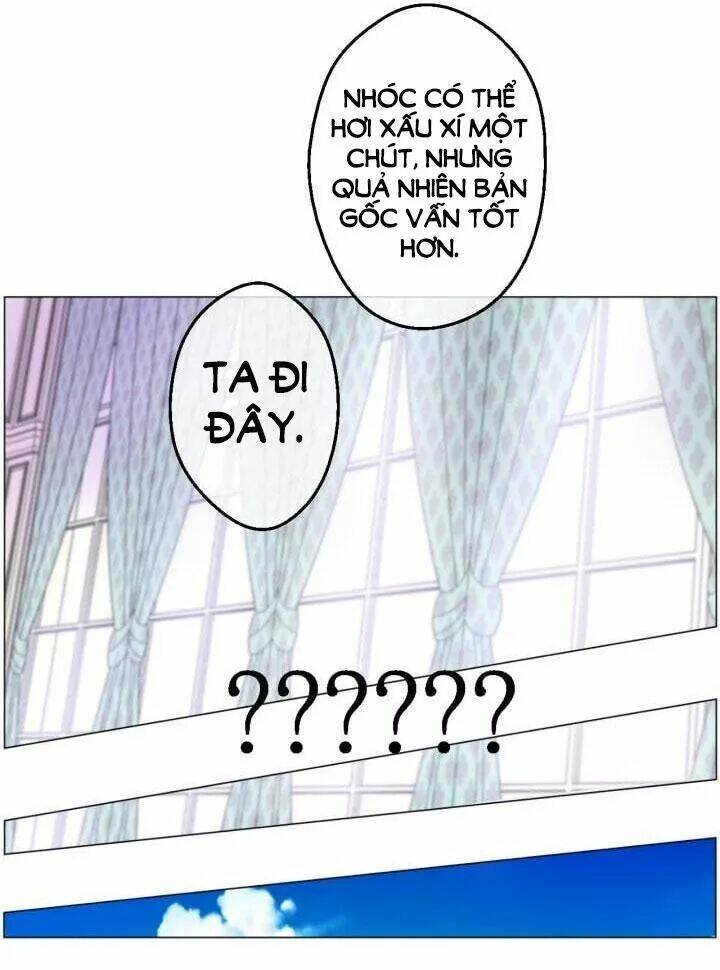 NHÓC CÓ THỂ
HƠI XẤU XÍ MỘT
CHÚT, NHƯNG
QUẢ NHIÊN BẢN
GỐC VẪN TỐT
HƠN.
TA ĐI
ĐÂY.
??????